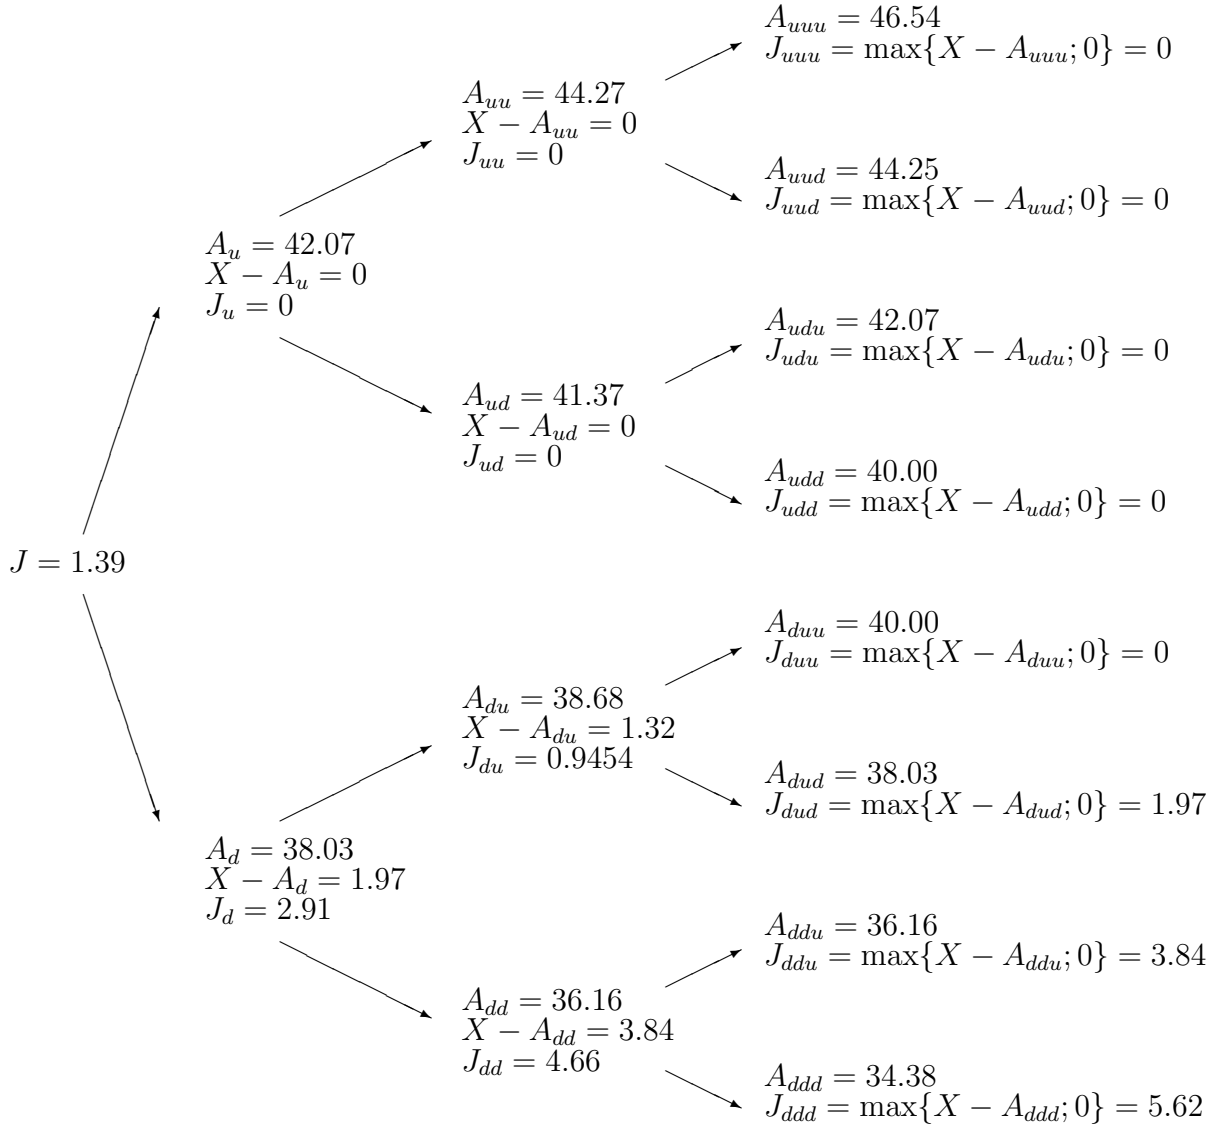 A_{uuu} = 46.54
J_{uuu} = max{X − A_{uuu}; 0} = 0
A_{uu} = 44.27
X − A_{uu} = 0
J_{uu} = 0
A_{uud} = 44.25
J_{uud} = max{X − A_{uud}; 0} = 0
A_u = 42.07
X − A_u = 0
J_u = 0
A_{udu} = 42.07
J_{udu} = max{X − A_{udu}; 0} = 0
A_{ud} = 41.37
X − A_{ud} = 0
J_{ud} = 0
A_{udd} = 40.00
J_{udd} = max{X − A_{udd}; 0} = 0
J = 1.39
A_{duu} = 40.00
J_{duu} = max{X − A_{duu}; 0} = 0
A_{du} = 38.68
X − A_{du} = 1.32
J_{du} = 0.9454
A_{dud} = 38.03
J_{dud} = max{X − A_{dud}; 0} = 1.97
A_d = 38.03
X − A_d = 1.97
J_d = 2.91
A_{ddu} = 36.16
J_{ddu} = max{X − A_{ddu}; 0} = 3.84
A_{dd} = 36.16
X − A_{dd} = 3.84
J_{dd} = 4.66
A_{ddd} = 34.38
J_{ddd} = max{X − A_{ddd}; 0} = 5.62